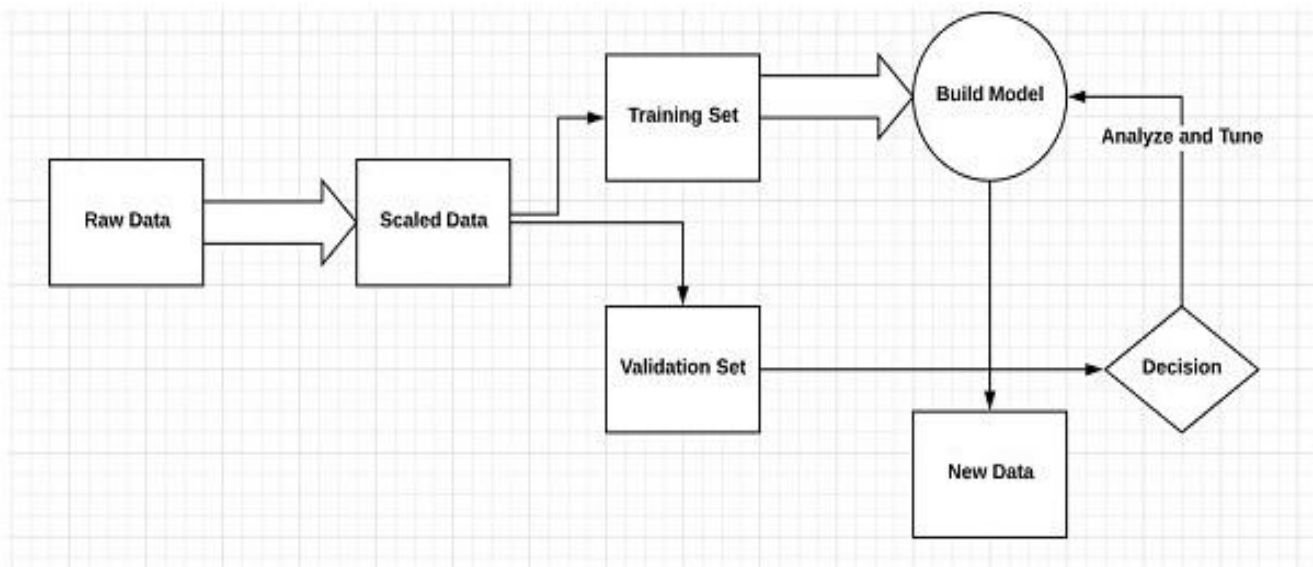 Raw Data
Scaled Data
Training Set
Build Model
Analyze and Tune
Validation Set
Decision
New Data